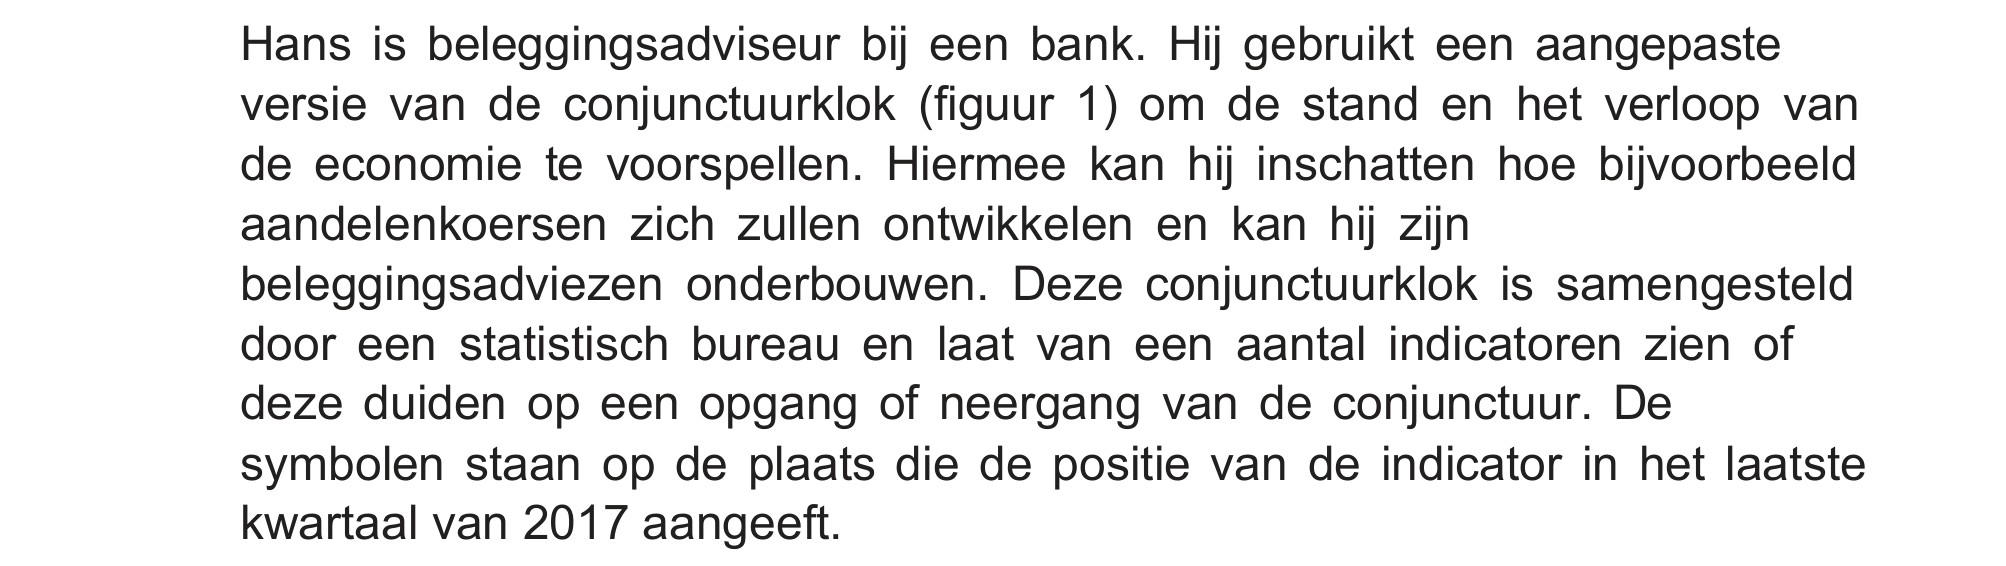 Hans is beleggingsadviseur bij een bank. Hij gebruikt een aangepaste
versie van de conjunctuurklok (figuur 1) om de stand en het verloop van
de economie te voorspellen. Hiermee kan hij inschatten hoe bijvoorbeeld
aandelenkoersen zich zullen ontwikkelen en kan hij zijn
beleggingsadviezen onderbouwen. Deze conjunctuurklok is samengesteld
door een statistisch bureau en laat van een aantal indicatoren zien of
deze duiden op een opgang of neergang van de conjunctuur. De
symbolen staan op de plaats die de positie van de indicator in het laatste
kwartaal van 2017 aangeeft.